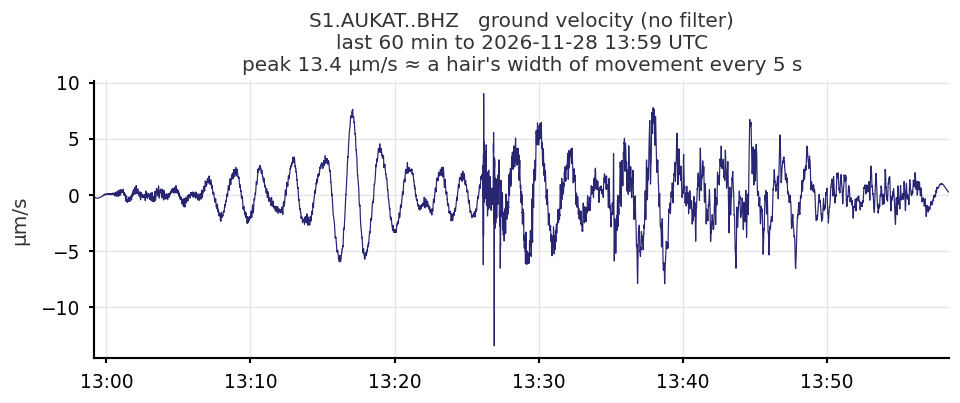 S1.AUKAT..BHZ   ground velocity (no filter)
last 60 min to 2026-11-28 13:59 UTC
peak 13.4 μm/s ≈ a hair's width of movement every 5 s
10
5
0
−5
−10
μm/s
13:00 13:10 13:20 13:30 13:40 13:50